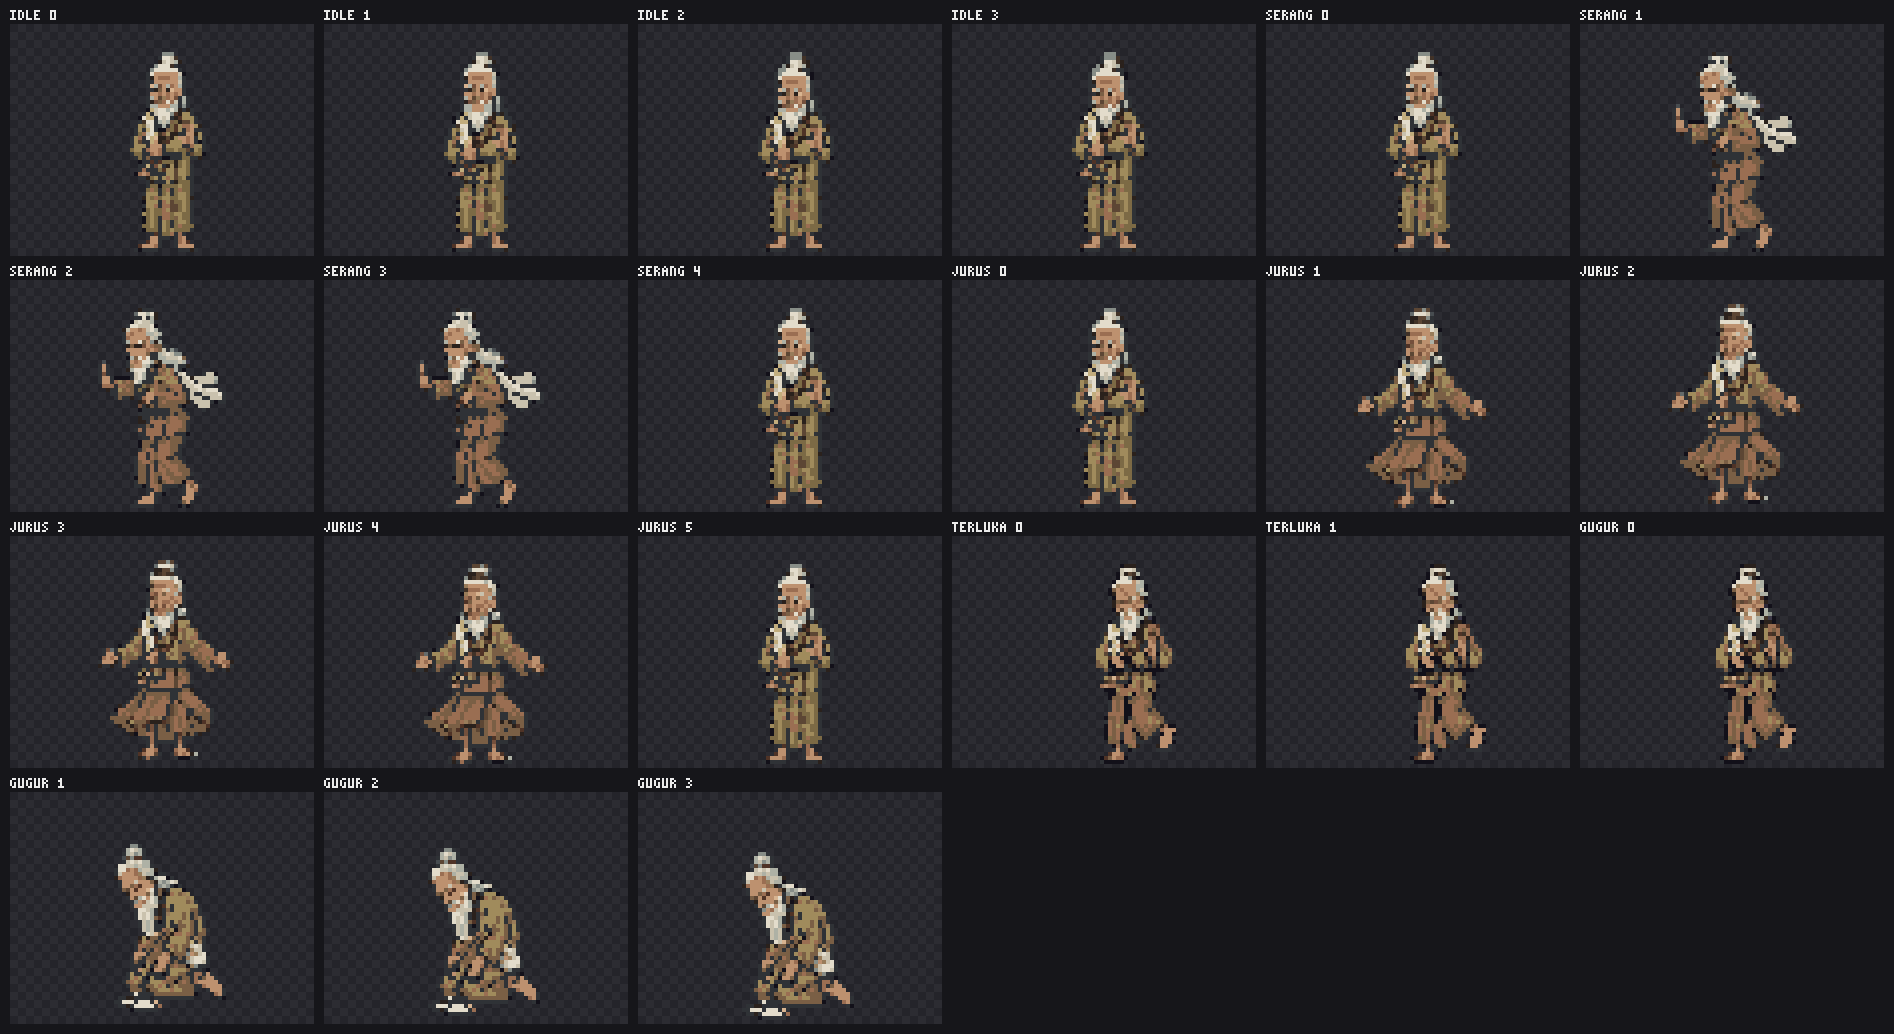 IDLE 0 IDLE 1 IDLE 2 IDLE 3 SERANG 0 SERANG 1
SERANG 2 SERANG 3 SERANG 4 JURUS 0 JURUS 1 JURUS 2
JURUS 3 JURUS 4 JURUS 5 TERLUKA 0 TERLUKA 1 GUGUR 0
GUGUR 1 GUGUR 2 GUGUR 3